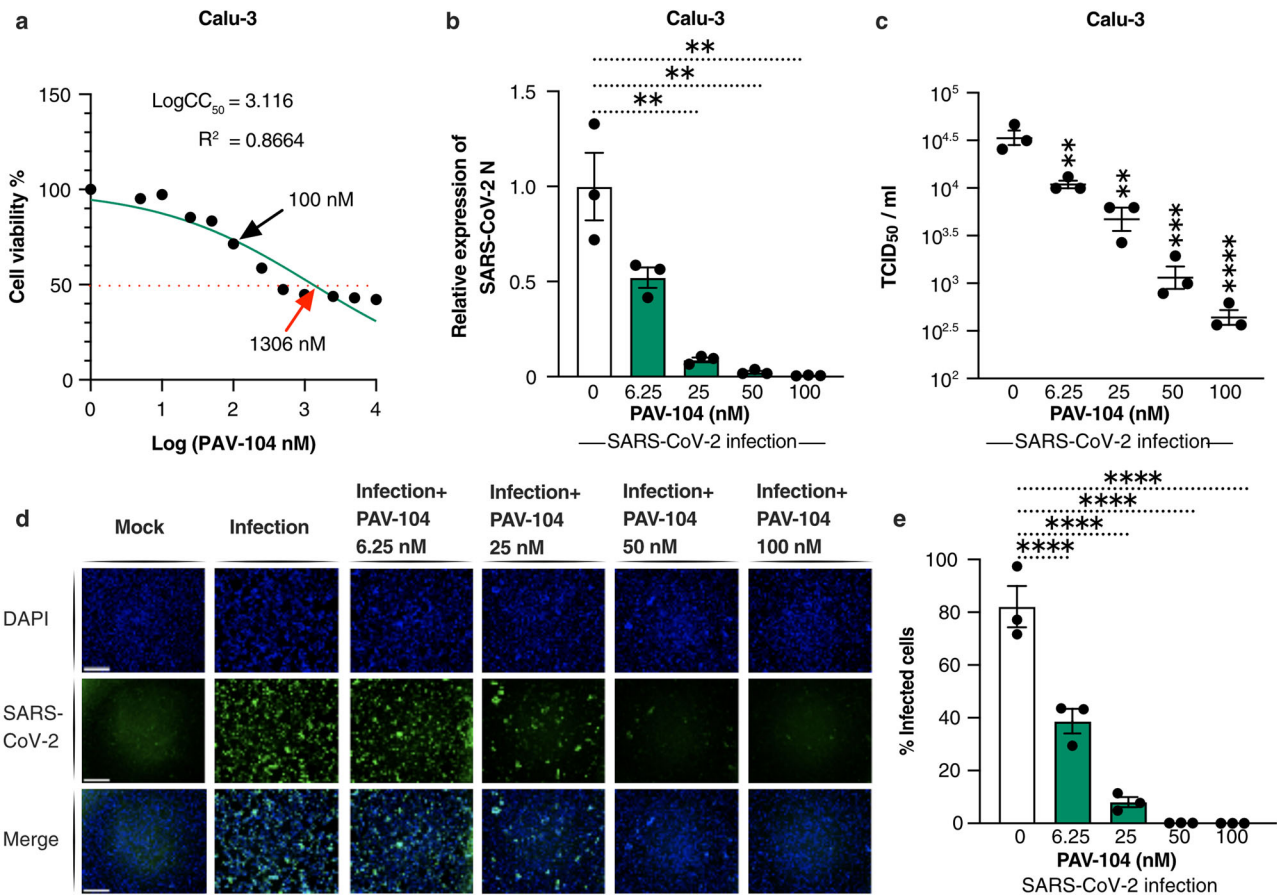 a
Calu-3
LogCC50 = 3.116
R2 = 0.8664
100 nM
1306 nM
150
100
50
0
Cell viability %
0 1 2 3 4
Log (PAV-104 nM)
b
Calu-3
**
**
**
1.5
1.0
0.5
0
Relative expression of
SARS-CoV-2 N
0 6.25 25 50 100
PAV-104 (nM)
SARS-CoV-2 infection
c
Calu-3
10^5
10^4.5
10^4
10^3.5
10^3
10^2.5
10^2
TCID50 / ml
**
**
***
****
0 6.25 25 50 100
PAV-104 (nM)
SARS-CoV-2 infection
d
Mock
Infection
Infection+
PAV-104
6.25 nM
Infection+
PAV-104
25 nM
Infection+
PAV-104
50 nM
Infection+
PAV-104
100 nM
DAPI
SARS-
CoV-2
Merge
e
****
****
****
****
100
80
60
40
20
0
% Infected cells
0 6.25 25 50 100
PAV-104 (nM)
SARS-CoV-2 infection